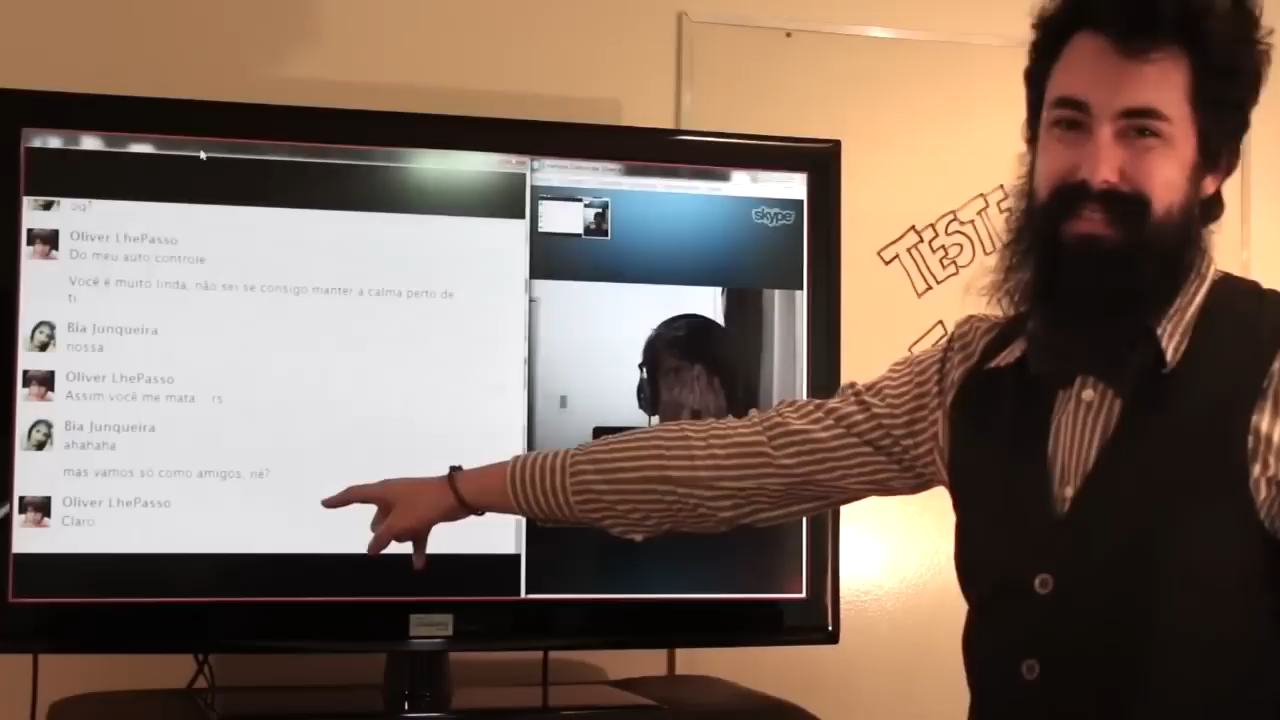 Oliver LhePasso
Do meu auto controle
Você é muito linda, não sei se consigo manter a calma perto de
ti
Bia Junqueira
nossa
Oliver LhePasso
Assim você me mata... rs
Bia Junqueira
ahahaha
mas vamos só como amigos, né?
Oliver LhePasso
Claro
skype
TESTE